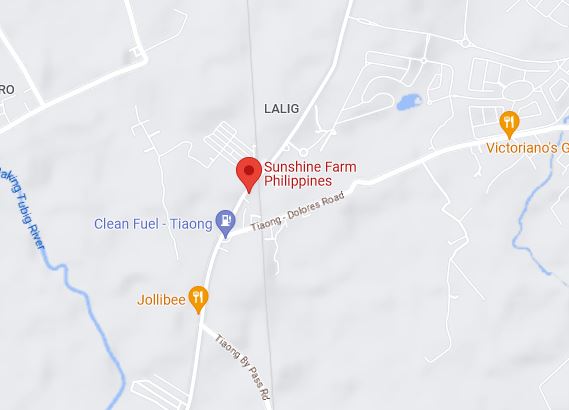 RO
LALIG
Victoriano's G
Sunshine Farm
Philippines
Tiaong - Dolores Road
Clean Fuel - Tiaong
aking Tubig River
Jollibee
Tiaong By Pass Rd